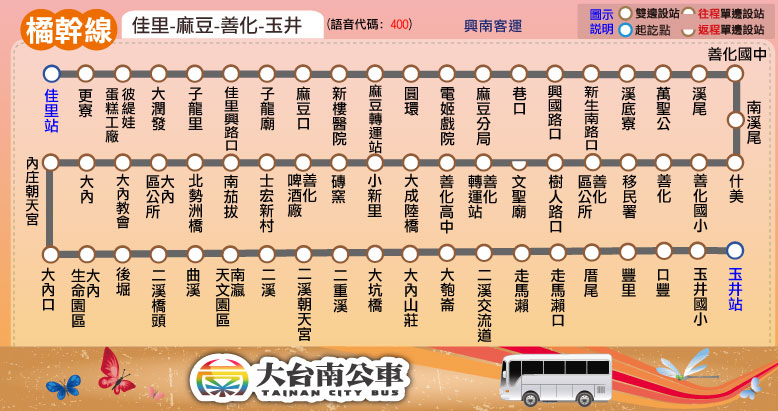 橘幹線
佳里-麻豆-善化-玉井
(語音代碼：400)
興南客運
圖示說明
雙邊設站
往程單邊設站
起訖點
返程單邊設站
佳里站
更寮
彼緹娃蛋糕工廠
大潤發
子龍里
佳里興路口
子龍廟
麻豆口
新樓醫院
麻豆轉運站
圓環
電姬戲院
麻豆分局
巷口
興國路口
新生南路口
溪底寮
萬聖公
溪尾
善化國中
南溪尾
什美
善化國小
善化
移民署
善化區公所
樹人路口
文聖廟
善化轉運站
善化高中
大成陸橋
小新里
磚窯
善化啤酒廠
士宏新村
南茄拔
北勢洲橋
大內區公所
大內教會
大內
內庄朝天宮
大內口
大內生命園區
後堀
二溪橋頭
曲溪
南瀛天文園區
二溪
二溪朝天宮
二重溪
大坑橋
大內山莊
大匏崙
二溪交流道
走馬瀨
走馬瀨口
厝尾
豐里
口豐
玉井國小
玉井站
大台南公車
TAINAN CITY BUS